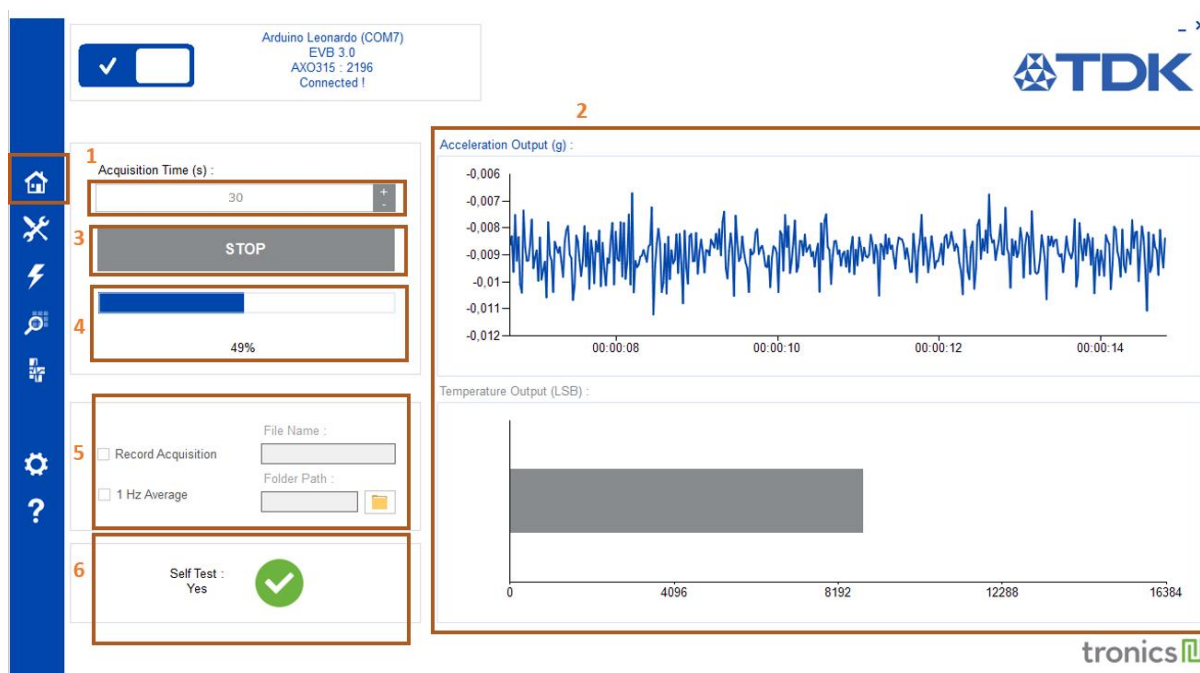 Arduino Leonardo (COM7)
EVB 3.0
AXO315 : 2196
Connected !
TDK
1
Acquisition Time (s) :
30
+
-
3
STOP
4
49%
5
Record Acquisition
File Name :
1 Hz Average
Folder Path :
6
Self Test :
Yes
2
Acceleration Output (g) :
-0,006
-0,007
-0,008
-0,009
-0,01
-0,011
-0,012
00:00:08 00:00:10 00:00:12 00:00:14
Temperature Output (LSB) :
0 4096 8192 12288 16384
tronics
?